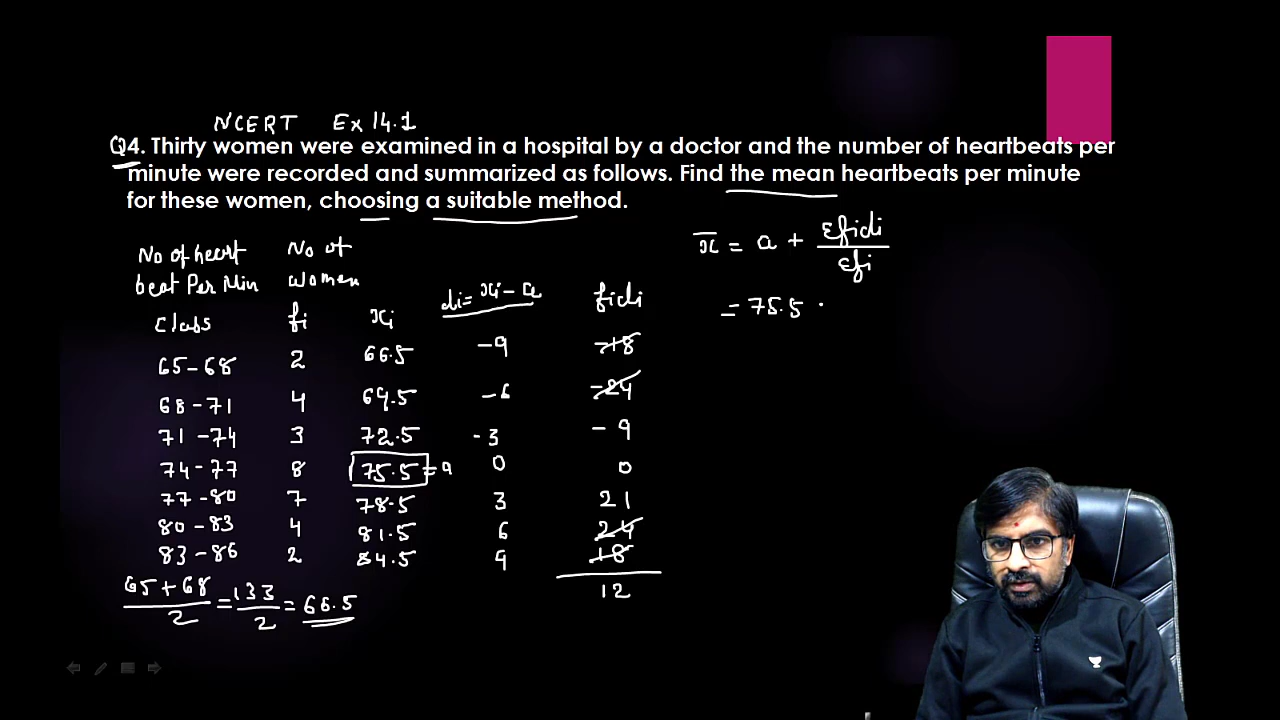 NCERT Ex 14.1
Q4. Thirty women were examined in a hospital by a doctor and the number of heartbeats per
minute were recorded and summarized as follows. Find the mean heartbeats per minute
for these women, choosing a suitable method.
No of heart No of
beat Per Min women
Class fi xi di = xi - a fidi
65-68 2 66.5 -9 -18
68-71 4 69.5 -6 -24
71-74 3 72.5 -3 -9
74-77 8 75.5 = a 0 0
77-80 7 78.5 3 21
80-83 4 81.5 6 24
83-86 2 84.5 9 18
12
65+68/2 = 133/2 = 66.5
x̄ = a + Σfidi/Σfi
= 75.5